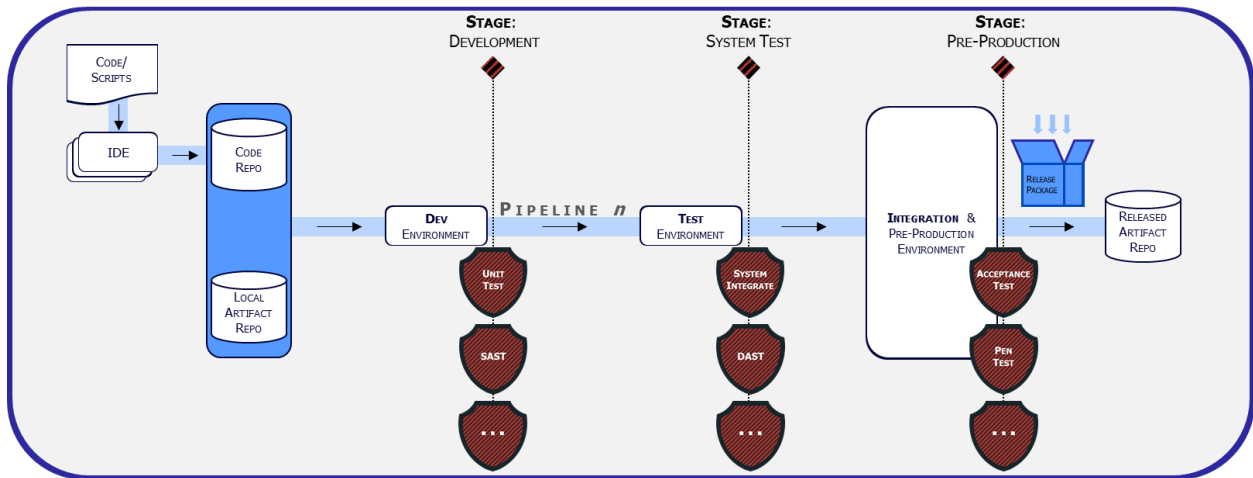 STAGE:
DEVELOPMENT
STAGE:
SYSTEM TEST
STAGE:
PRE-PRODUCTION
CODE/
SCRIPTS
IDE
CODE
REPO
LOCAL
ARTIFACT
REPO
DEV
ENVIRONMENT
PIPELINE n
TEST
ENVIRONMENT
INTEGRATION &
PRE-PRODUCTION
ENVIRONMENT
RELEASE
PACKAGE
RELEASED
ARTIFACT
REPO
UNIT
TEST
SAST
...
SYSTEM
INTEGRATE
DAST
...
ACCEPTANCE
TEST
PEN
TEST
...